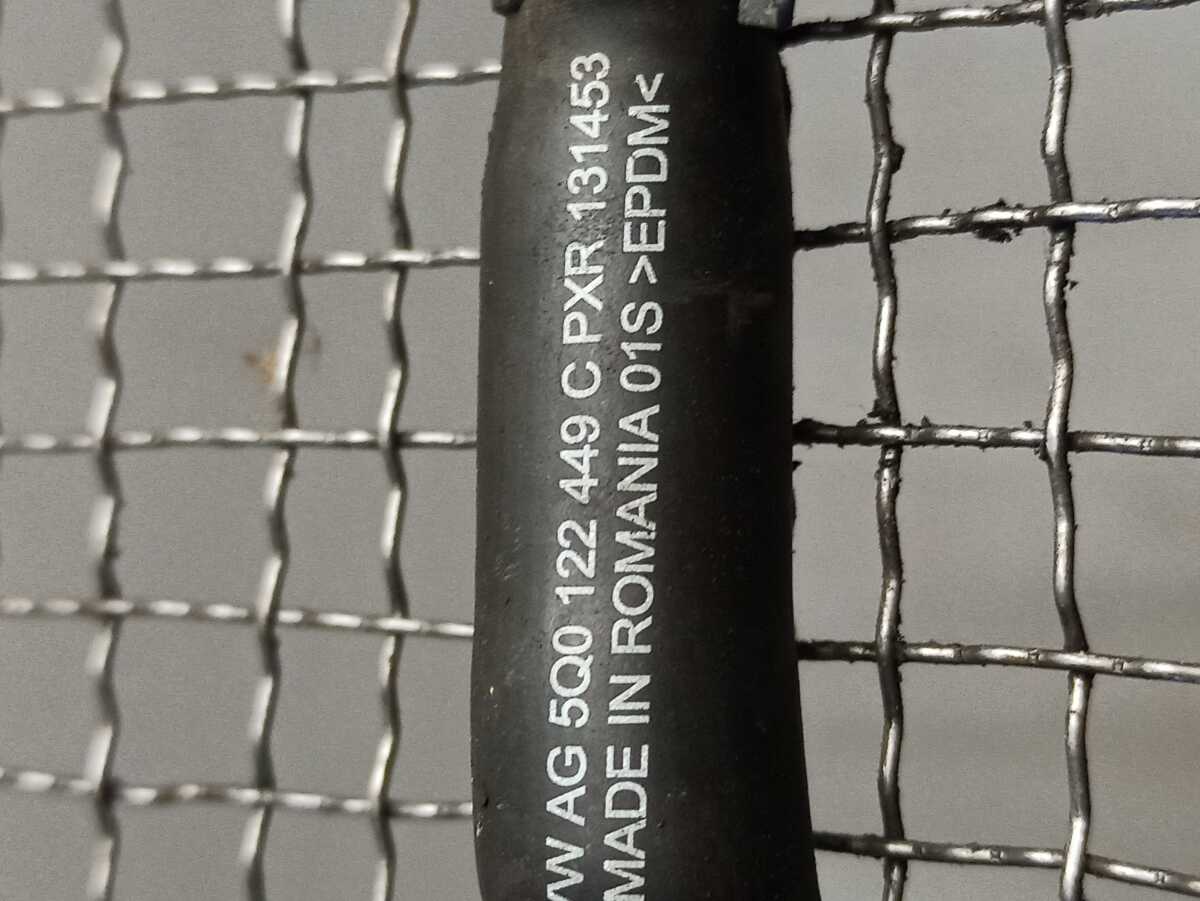 VW AG 5Q0 122 449 C PXR 131453
MADE IN ROMANIA 01S >EPDM<